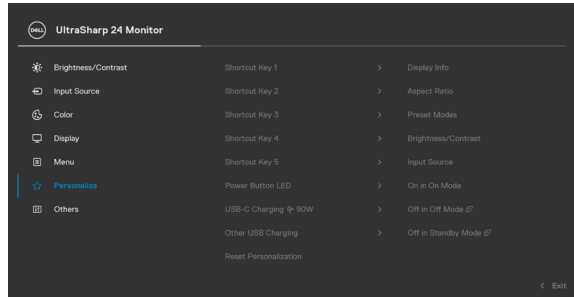 DELL UltraSharp 24 Monitor
Brightness/Contrast Shortcut Key 1 > Display Info
Input Source Shortcut Key 2 > Aspect Ratio
Color Shortcut Key 3 > Preset Modes
Display Shortcut Key 4 > Brightness/Contrast
Menu Shortcut Key 5 > Input Source
Personalize Power Button LED > On in On Mode
Others USB-C Charging 90W > Off in Off Mode
Other USB Charging > Off in Standby Mode
Reset Personalization
< Exit